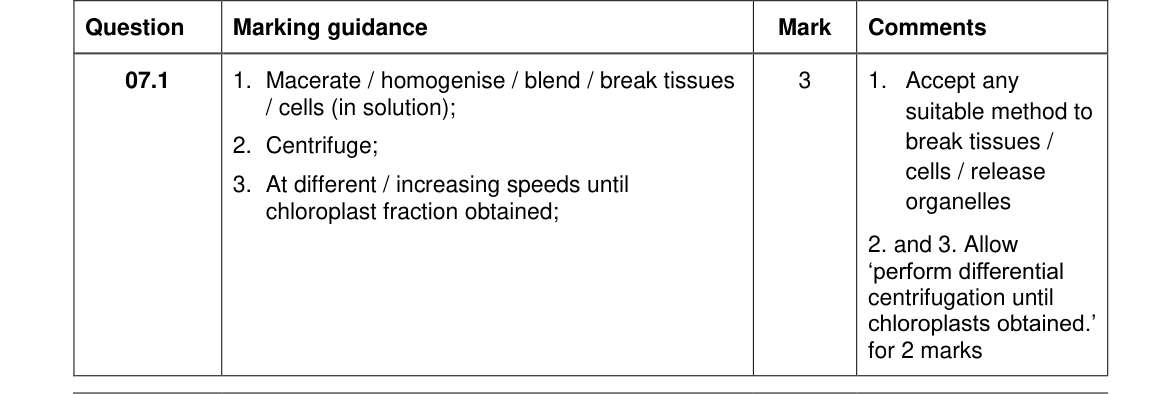 Question Marking guidance Mark Comments
07.1
1. Macerate / homogenise / blend / break tissues
/ cells (in solution);
2. Centrifuge;
3. At different / increasing speeds until
chloroplast fraction obtained;
3
1. Accept any
suitable method to
break tissues /
cells / release
organelles
2. and 3. Allow
‘perform differential
centrifugation until
chloroplasts obtained.’
for 2 marks